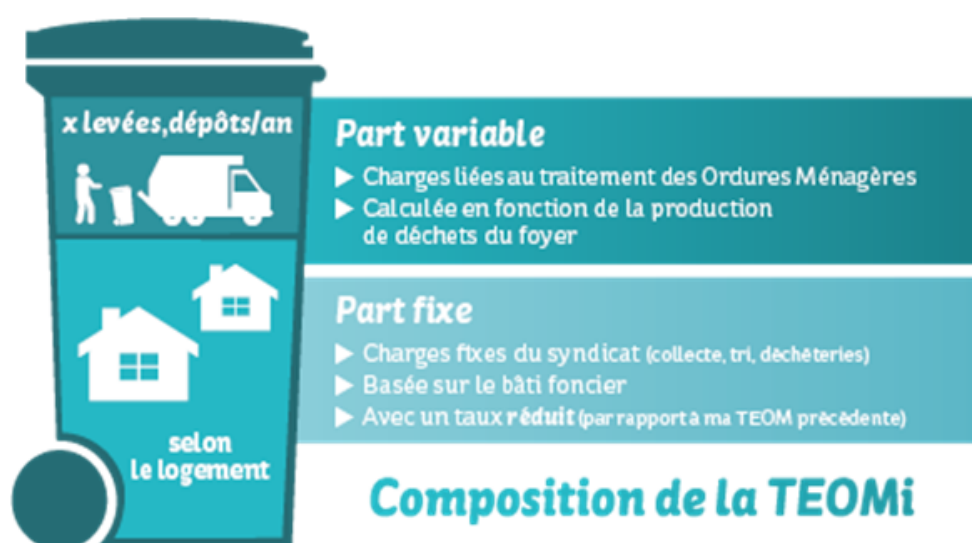 x levées,dépôts/an
Part variable
▶ Charges liées au traitement des Ordures Ménagères
▶ Calculée en fonction de la production
de déchets du foyer
Part fixe
▶ Charges fixes du syndicat (collecte, tri, déchèteries)
▶ Basée sur le bâti foncier
▶ Avec un taux réduit (par rapport à ma TEOM précédente)
selon
le logement
Composition de la TEOMi